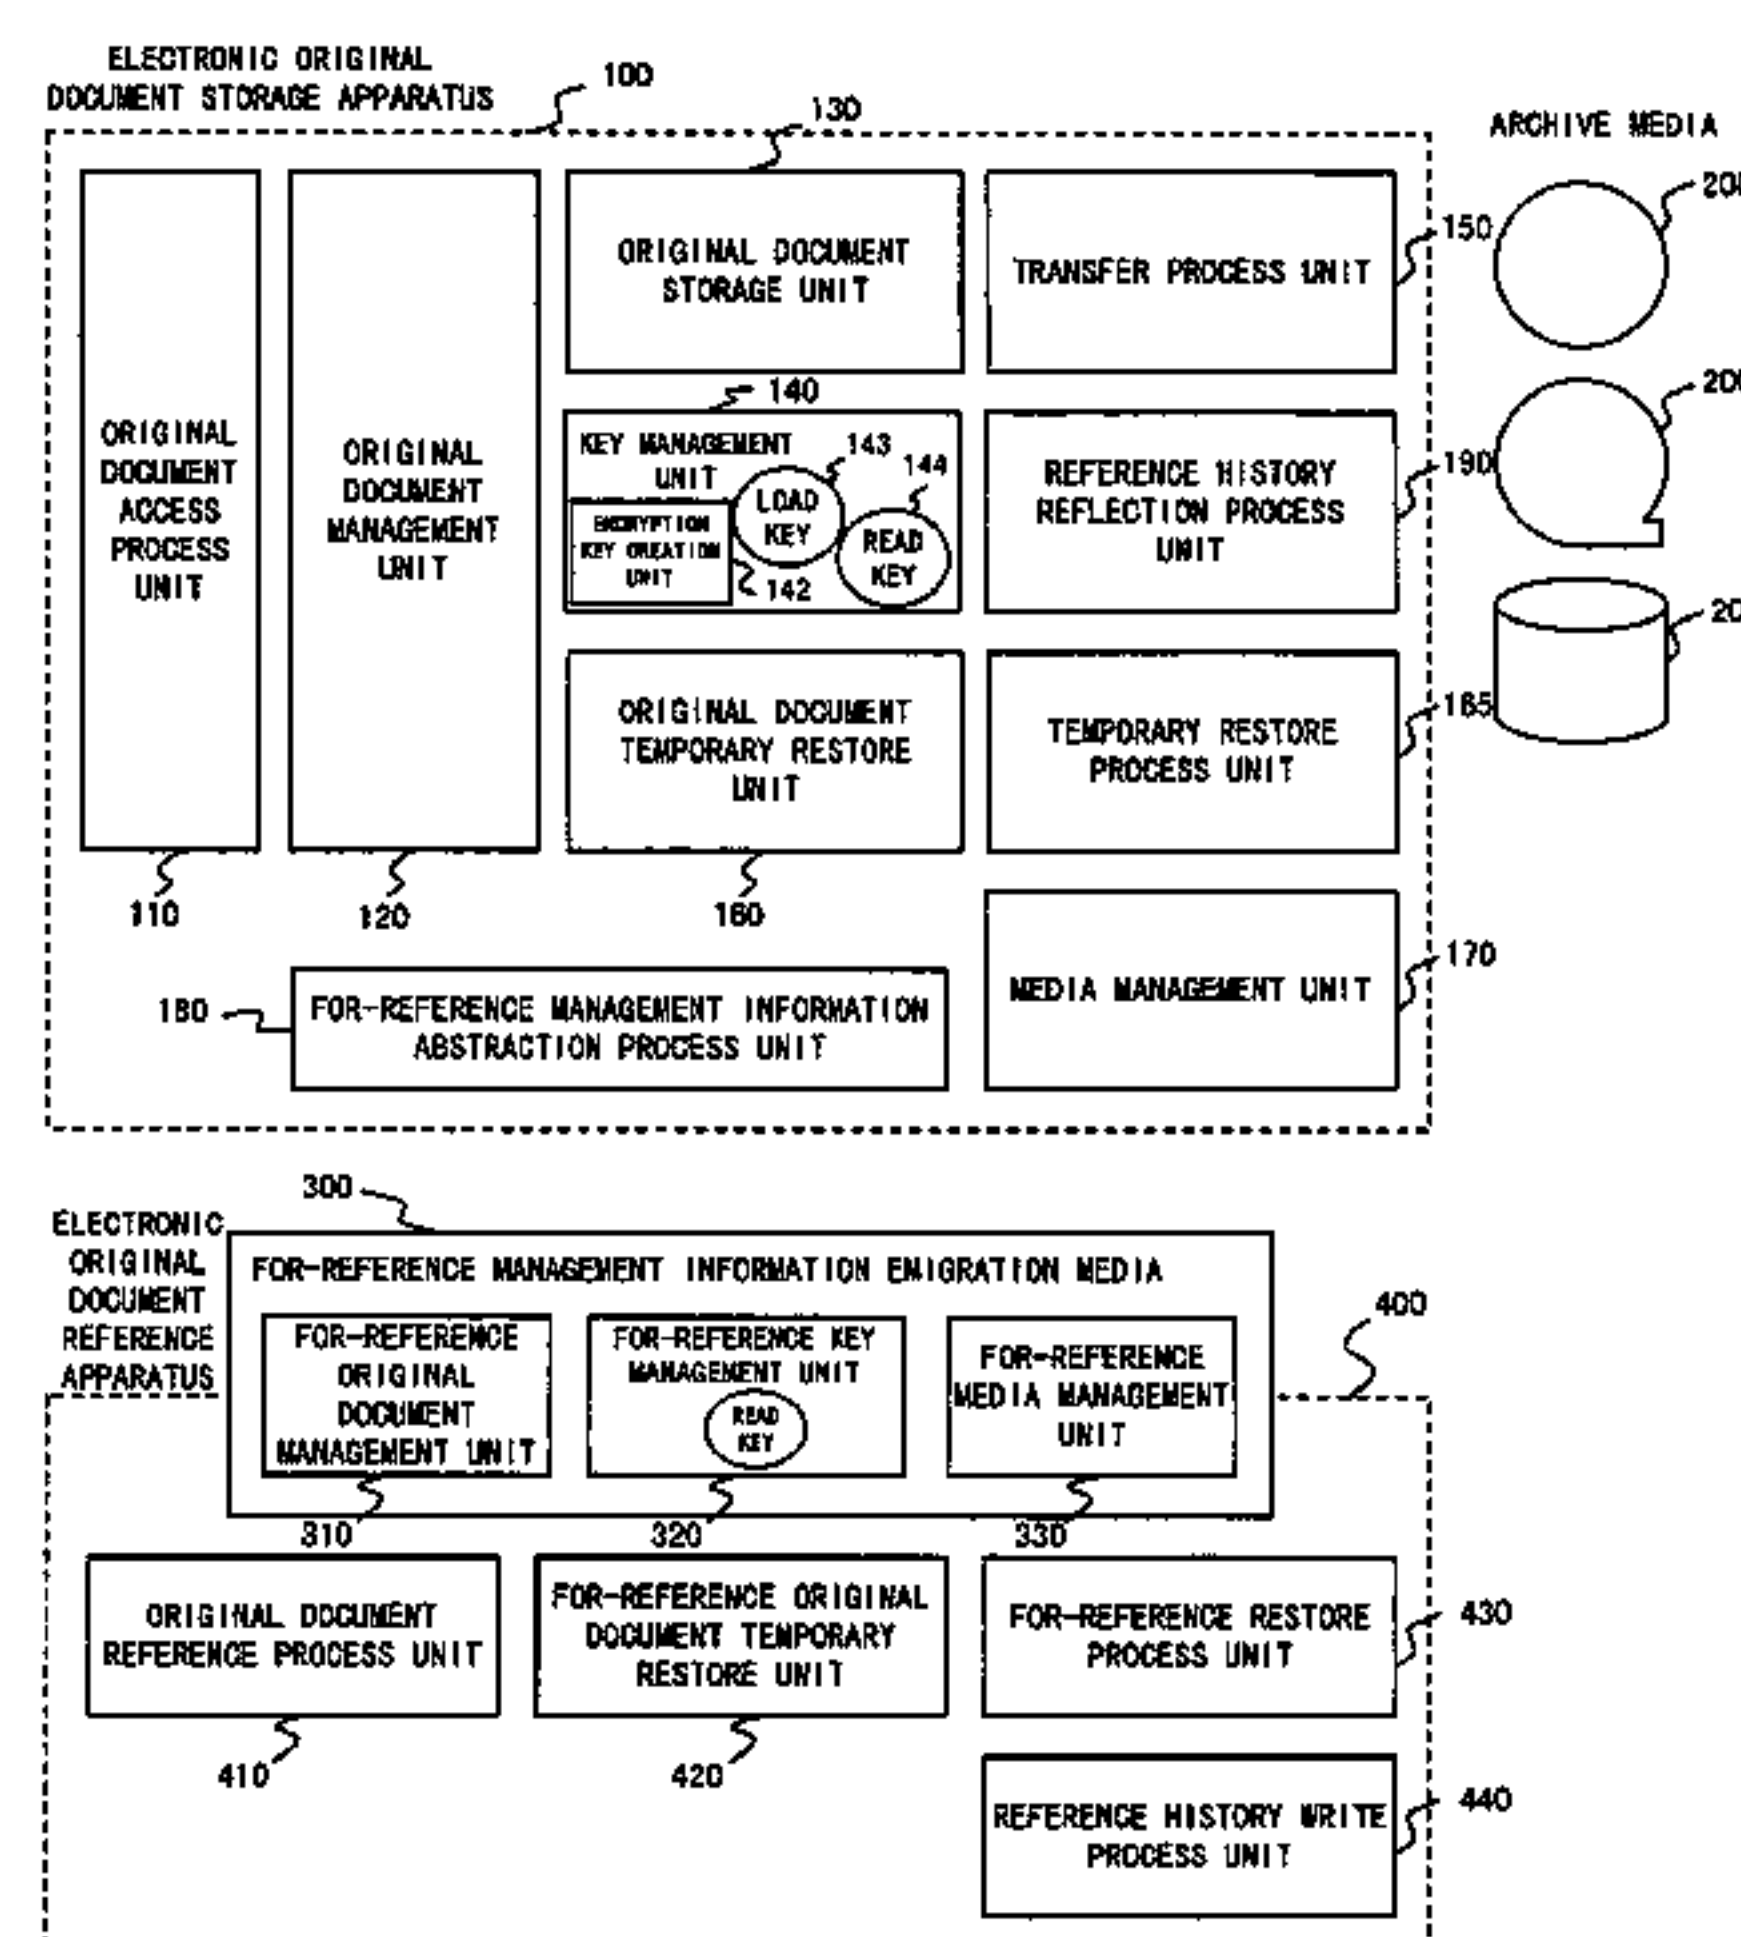 ELECTRONIC ORIGINAL
DOCUMENT STORAGE APPARATUS
100
130
ARCHIVE MEDIA
ORIGINAL
DOCUMENT
ACCESS
PROCESS
UNIT
110
ORIGINAL
DOCUMENT
MANAGEMENT
UNIT
120
ORIGINAL DOCUMENT
STORAGE UNIT
TRANSFER PROCESS UNIT
150
140
KEY MANAGEMENT
UNIT
143
144
LOAD
KEY
READ
KEY
ENCRYPTION
KEY CREATION
UNIT
142
REFERENCE HISTORY
REFLECTION PROCESS
UNIT
190
ORIGINAL DOCUMENT
TEMPORARY RESTORE
UNIT
160
TEMPORARY RESTORE
PROCESS UNIT
165
MEDIA MANAGEMENT UNIT
170
180
FOR-REFERENCE MANAGEMENT INFORMATION
ABSTRACTION PROCESS UNIT
300
ELECTRONIC
ORIGINAL
DOCUMENT
REFERENCE
APPARATUS
FOR-REFERENCE MANAGEMENT INFORMATION EMIGRATION MEDIA
400
FOR-REFERENCE
ORIGINAL
DOCUMENT
MANAGEMENT UNIT
310
FOR-REFERENCE KEY
MANAGEMENT UNIT
READ
KEY
320
FOR-REFERENCE
MEDIA MANAGEMENT
UNIT
330
ORIGINAL DOCUMENT
REFERENCE PROCESS UNIT
410
FOR-REFERENCE ORIGINAL
DOCUMENT TEMPORARY
RESTORE UNIT
420
FOR-REFERENCE RESTORE
PROCESS UNIT
430
REFERENCE HISTORY WRITE
PROCESS UNIT
440